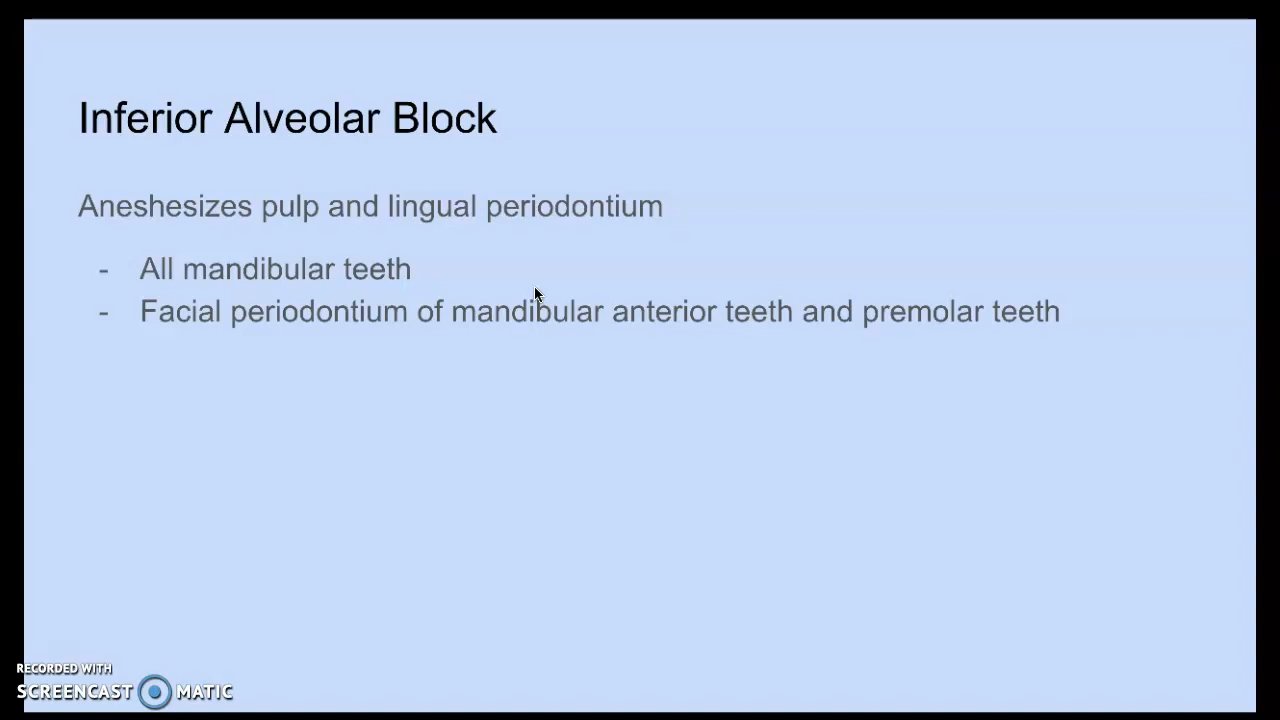 Inferior Alveolar Block
Aneshesizes pulp and lingual periodontium
- All mandibular teeth
- Facial periodontium of mandibular anterior teeth and premolar teeth
RECORDED WITH
SCREENCAST MATIC